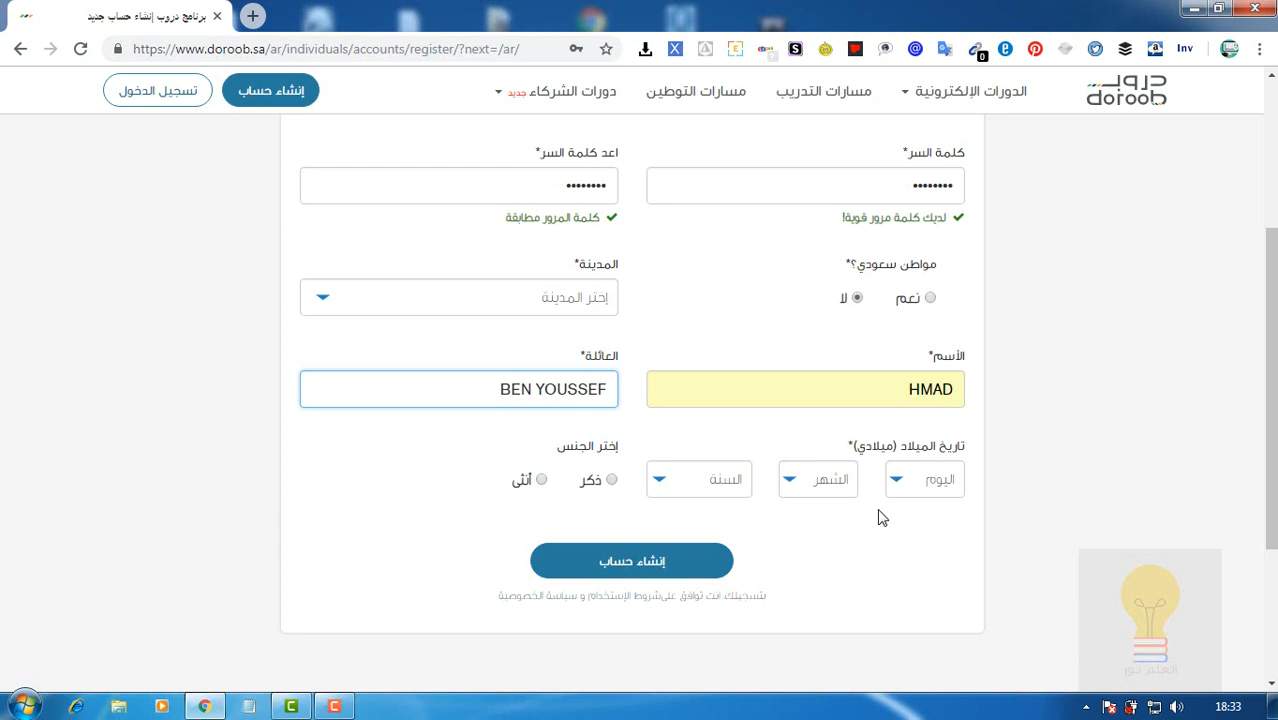 برنامج دروب إنشاء حساب جديد
https://www.doroob.sa/ar/individuals/accounts/register/?next=/ar/
0
Inv
دروب
doroob
الدورات الإلكترونية
مسارات التدريب
مسارات التوطين
دورات الشركاء جديد
إنشاء حساب
تسجيل الدخول
كلمة السر*
اعد كلمة السر*
••••••••
••••••••
لديك كلمة مرور قوية!
كلمة المرور مطابقة
مواطن سعودي؟*
المدينة*
نعم
لا
إختر المدينة
الأسم*
العائلة*
HMAD
BEN YOUSSEF
تاريخ الميلاد (ميلادي)*
إختر الجنس
اليوم
الشهر
السنة
ذكر
أنثى
إنشاء حساب
بتسجيلك انت توافق على شروط الإستخدام و سياسة الخصوصية
العلم نور
18:33